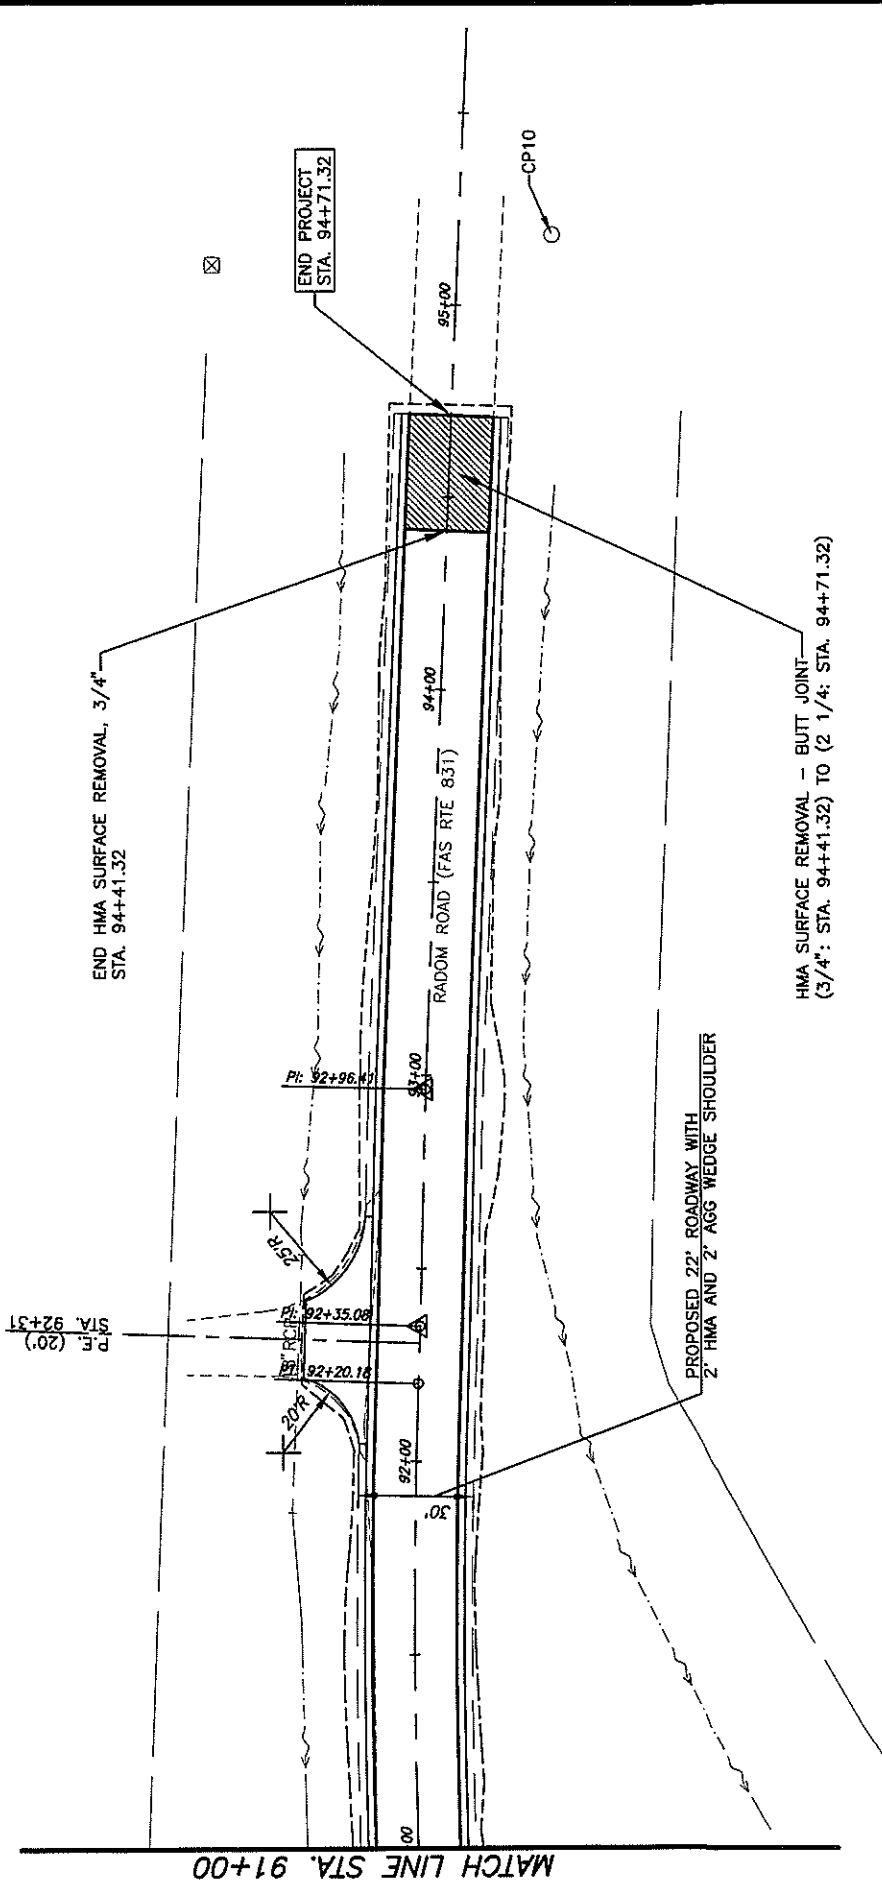 END PROJECT
STA. 94+71.32
CP10
95+00
END HMA SURFACE REMOVAL, 3/4"
STA. 94+41.32
94+00
RADOM ROAD (FAS RTE 831)
HMA SURFACE REMOVAL - BUTT JOINT
(3/4": STA. 94+41.32) TO (2 1/4: STA. 94+71.32)
PI: 92+96.41
93+00
25'R
P.E. (20')
STA. 92+31
PI: 92+35.08
RCP
PI: 92+20.18
20'R
92+00
30'
PROPOSED 22' ROADWAY WITH
2' HMA AND 2' AGG WEDGE SHOULDER
00
MATCH LINE STA. 91+00